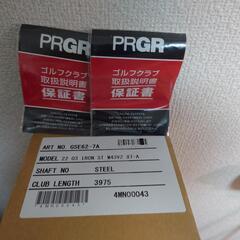 PRGR
ゴルフクラブ
取扱説明書
保証書
PRGR
ゴルフクラブ
取扱説明書
保証書
ART NO. GSE62-7A
MODEL 22 03 IRON ST M43V2 ST-A
SHAFT NO STEEL
CLUB LENGTH 3975
4MN00043